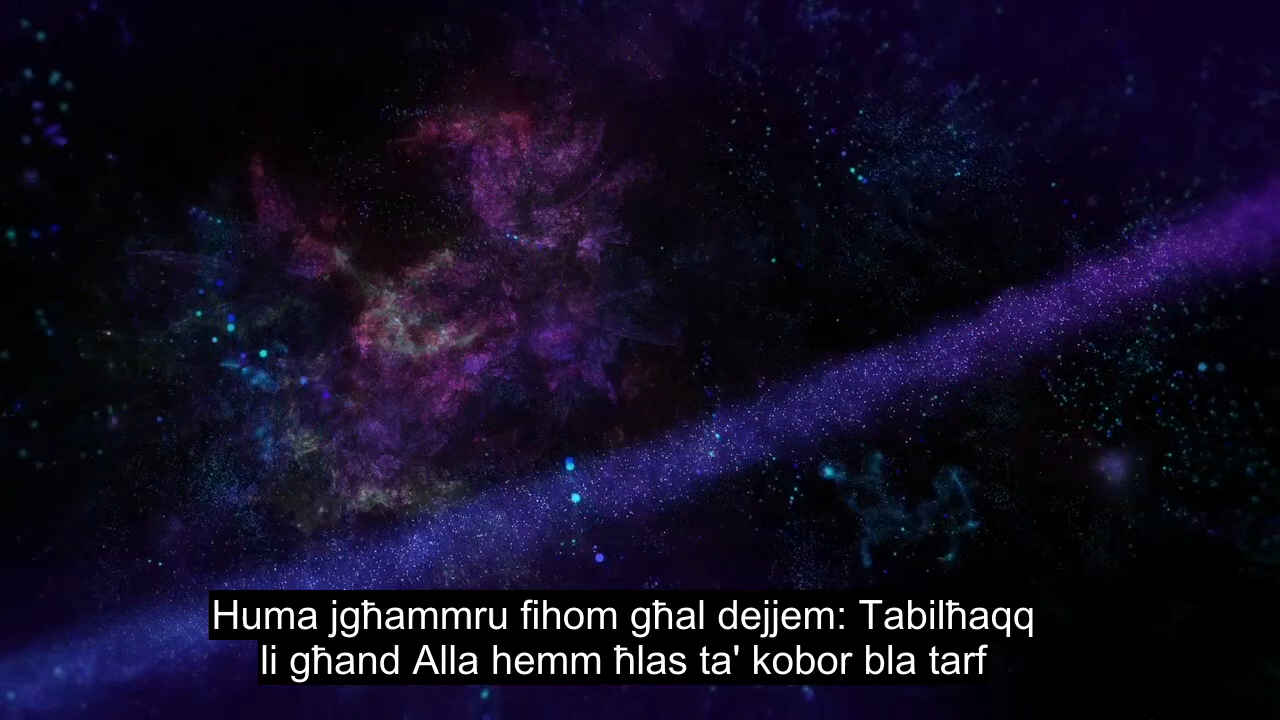 Huma jgħammru fihom għal dejjem: Tabilħaqq
li għand Alla hemm ħlas ta' kobor bla tarf